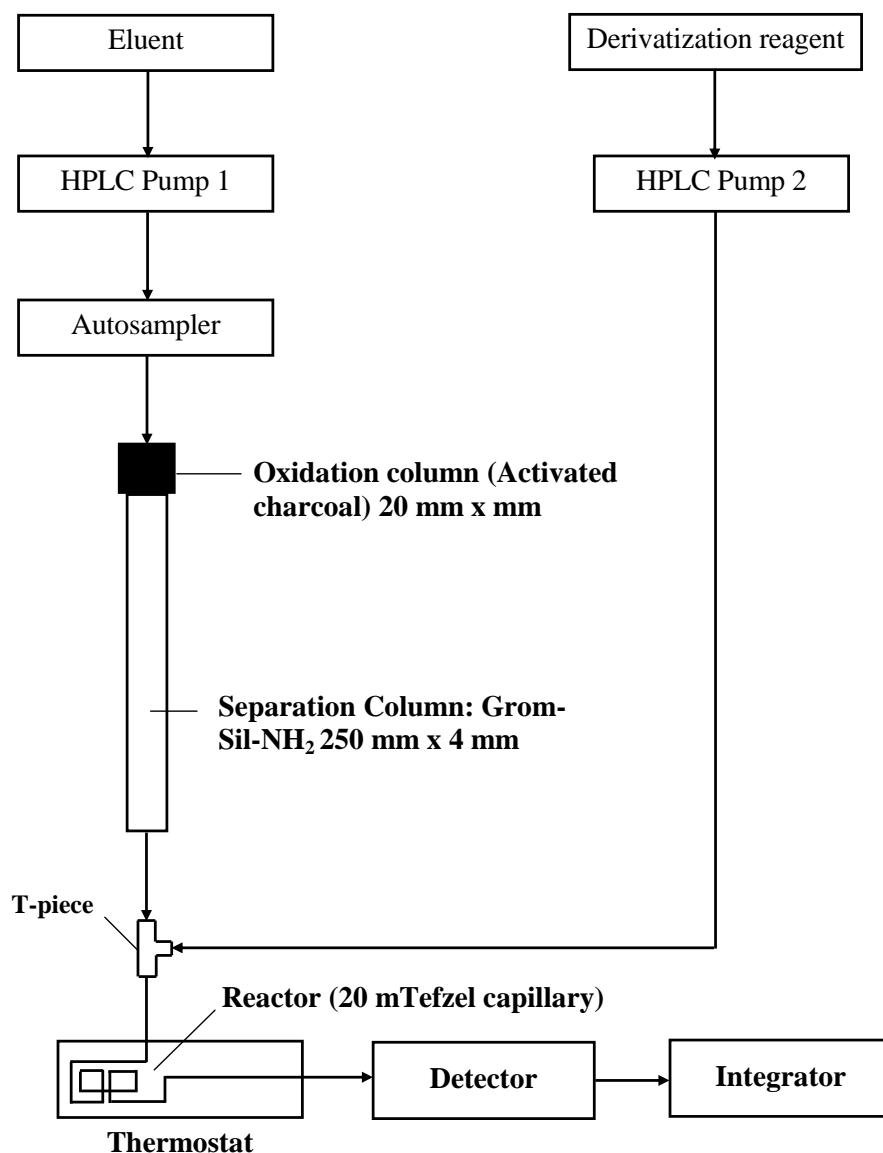 Eluent
Derivatization reagent
HPLC Pump 1
HPLC Pump 2
Autosampler
Oxidation column (Activated
charcoal) 20 mm x mm
Separation Column: Grom-
Sil-NH₂ 250 mm x 4 mm
T-piece
Reactor (20 mTefzel capillary)
Detector
Integrator
Thermostat